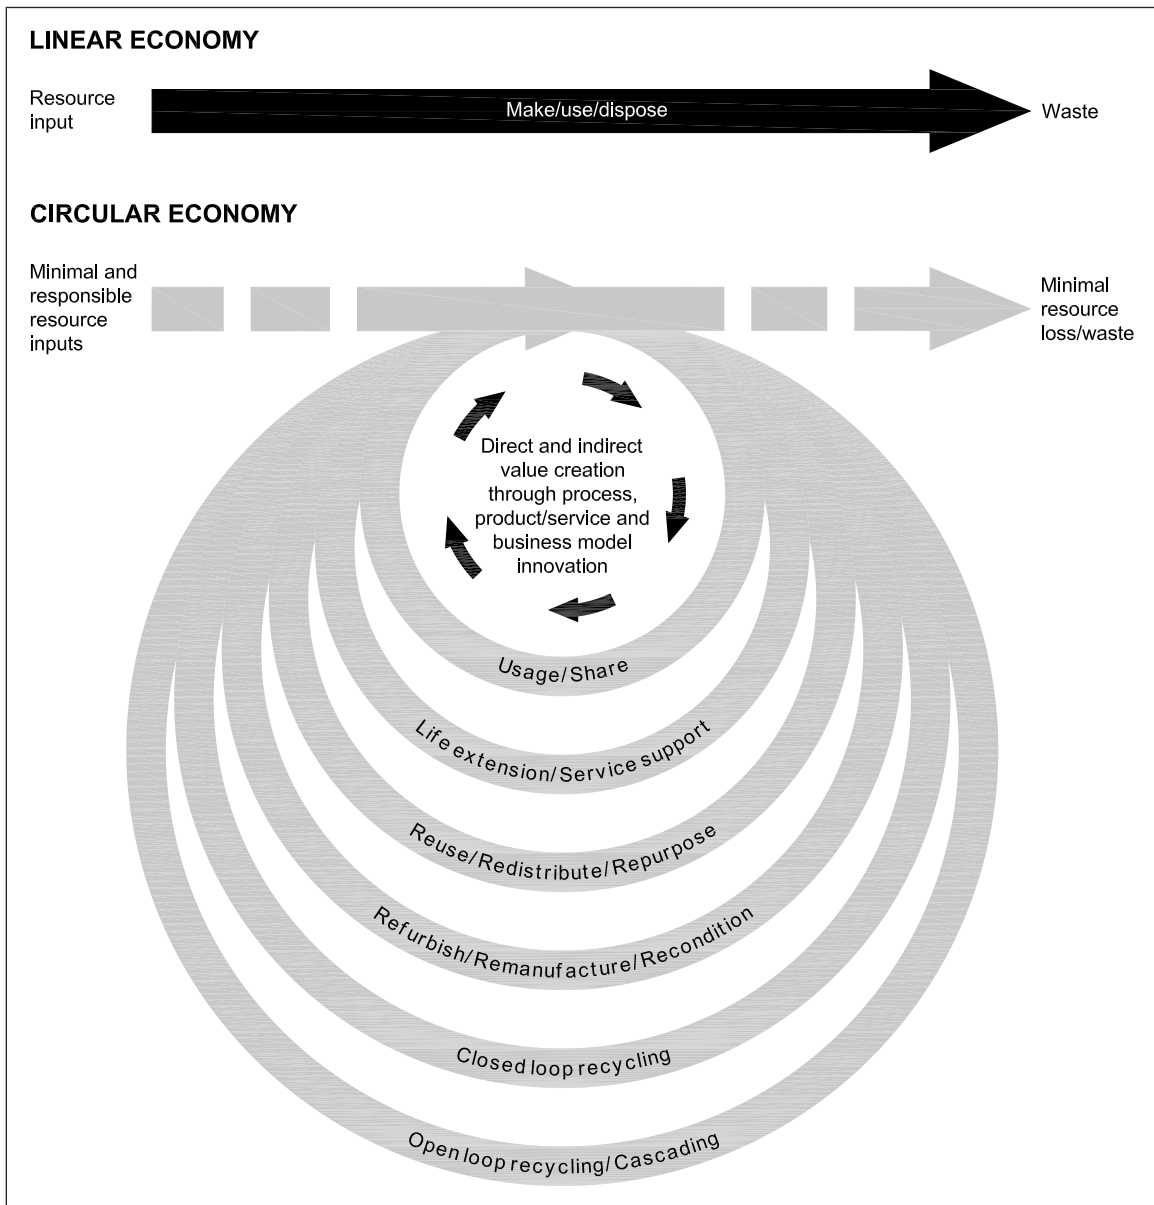 LINEAR ECONOMY
Resource
input
Make/use/dispose
Waste
CIRCULAR ECONOMY
Minimal and
responsible
resource
inputs
Minimal
resource
loss/waste
Direct and indirect
value creation
through process,
product/service and
business model
innovation
Usage/Share
Life extension/Service support
Reuse/Redistribute/Repurpose
Refurbish/Remanufacture/Recondition
Closed loop recycling
Open loop recycling/Cascading